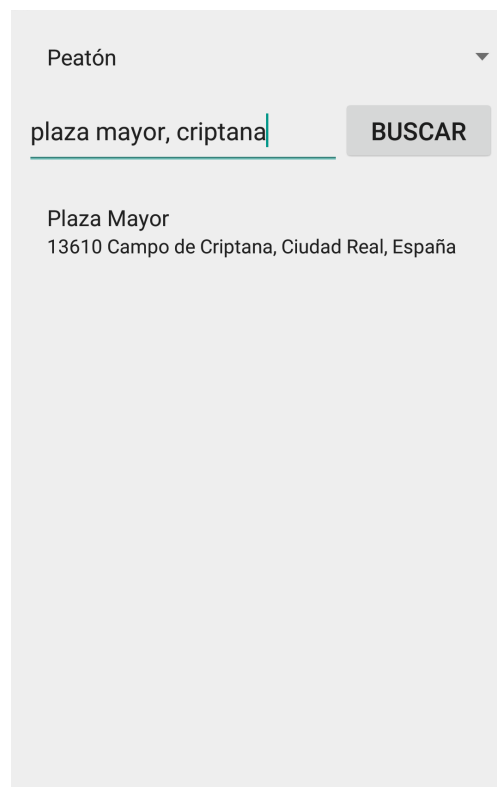 Peatón
plaza mayor, criptana
BUSCAR
Plaza Mayor
13610 Campo de Criptana, Ciudad Real, España